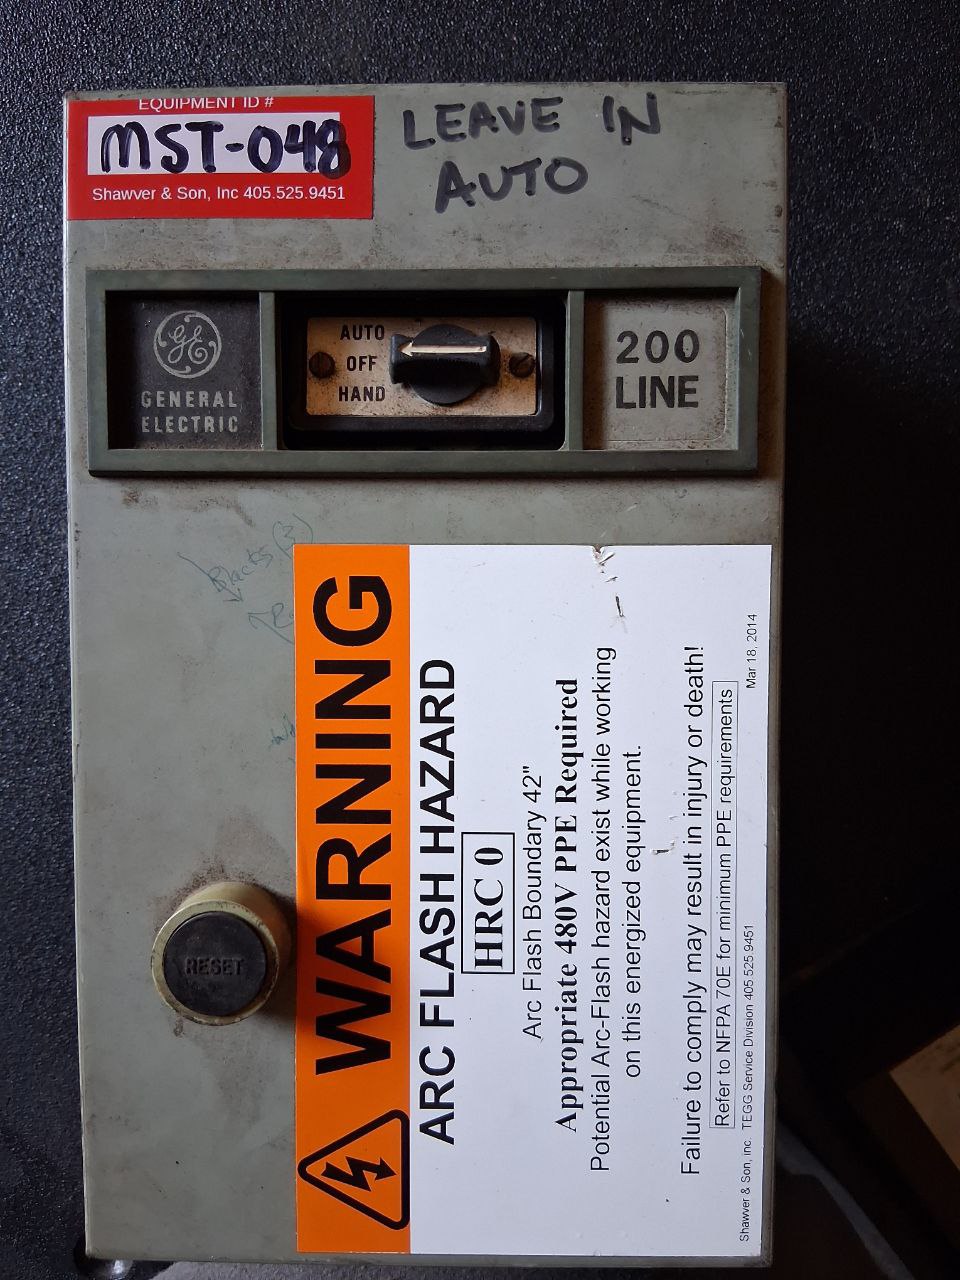 EQUIPMENT ID #
MST-048
Shawver & Son, Inc 405.525.9451
LEAVE IN
AUTO
GE
GENERAL
ELECTRIC
AUTO
OFF
HAND
200
LINE
Blacks (3)
RESET
WARNING
ARC FLASH HAZARD
HRC 0
Arc Flash Boundary 42"
Appropriate 480V PPE Required
Potential Arc-Flash hazard exist while working
on this energized equipment.
Failure to comply may result in injury or death!
Refer to NFPA 70E for minimum PPE requirements
Shawver & Son, inc. TEGG Service Division 405 525 9451
Mar 18, 2014